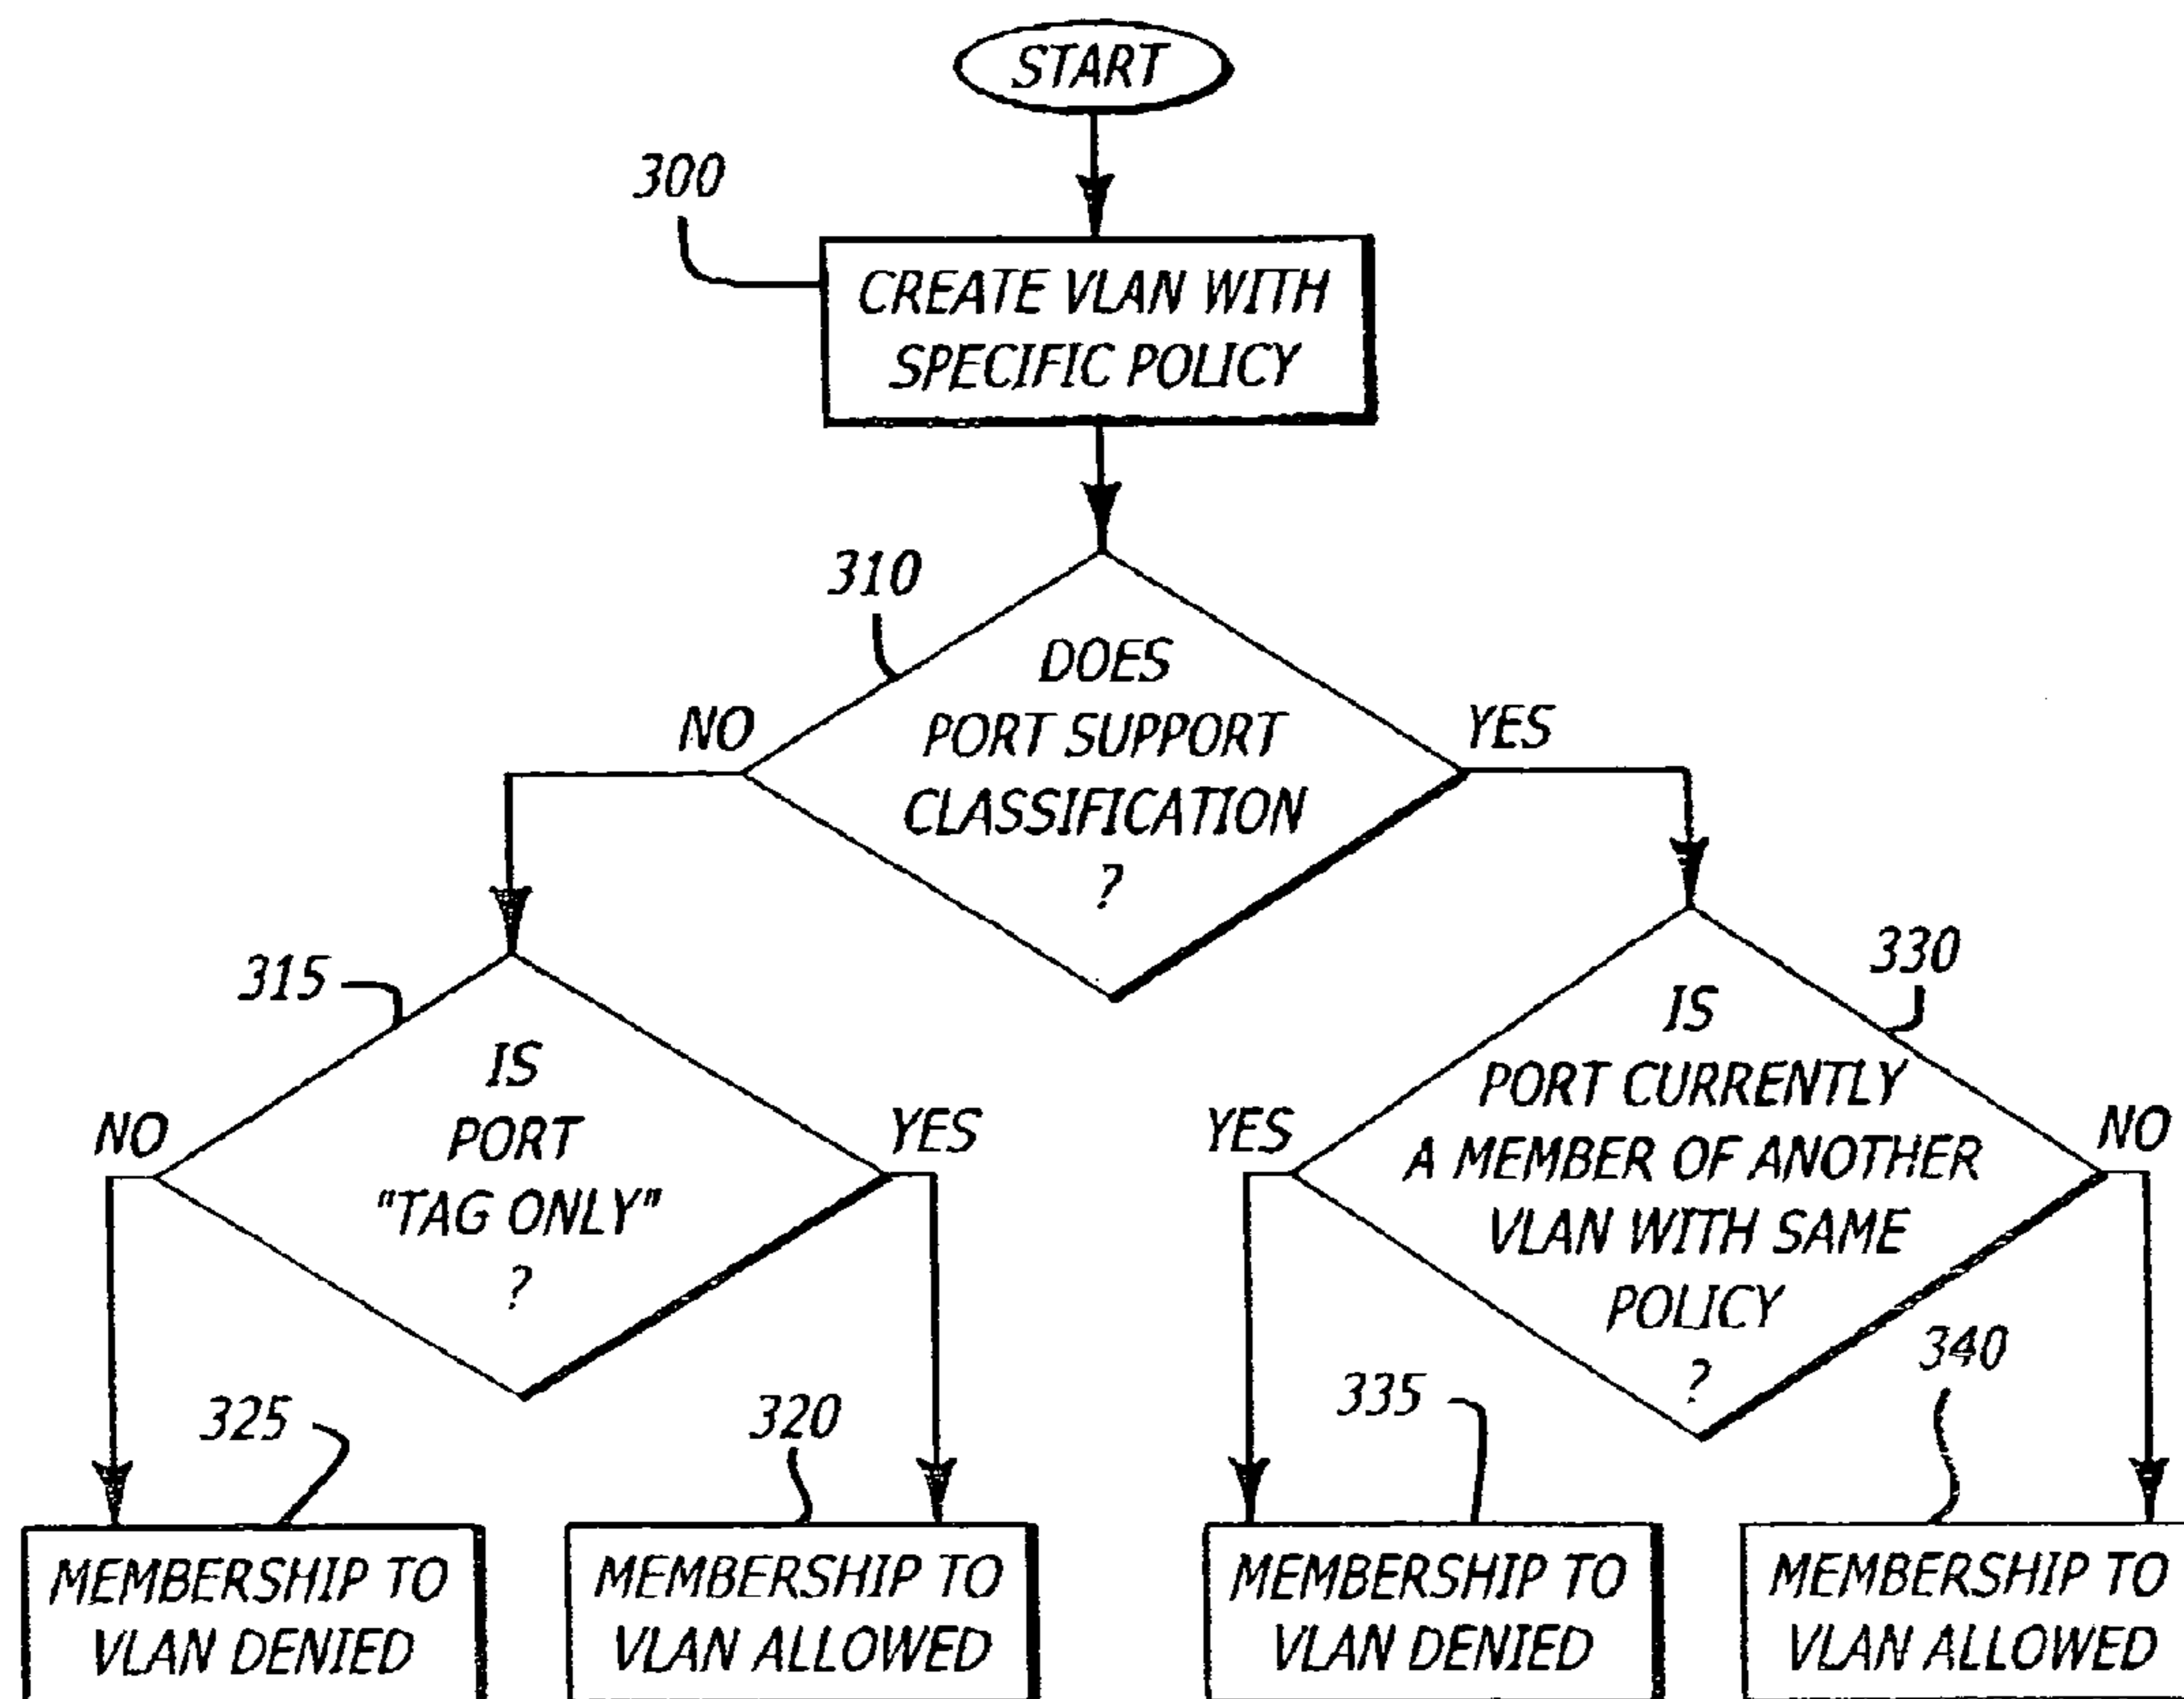 START
300
CREATE VLAN WITH
SPECIFIC POLICY
310
DOES
PORT SUPPORT
CLASSIFICATION
?
NO
YES
315
IS
PORT
"TAG ONLY"
?
NO
YES
330
IS
PORT CURRENTLY
A MEMBER OF ANOTHER
VLAN WITH SAME
POLICY
?
YES
NO
325
MEMBERSHIP TO
VLAN DENIED
320
MEMBERSHIP TO
VLAN ALLOWED
335
MEMBERSHIP TO
VLAN DENIED
340
MEMBERSHIP TO
VLAN ALLOWED